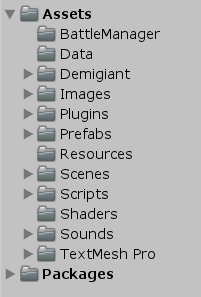 Assets
BattleManager
Data
Demigiant
Images
Plugins
Prefabs
Resources
Scenes
Scripts
Shaders
Sounds
TextMesh Pro
Packages